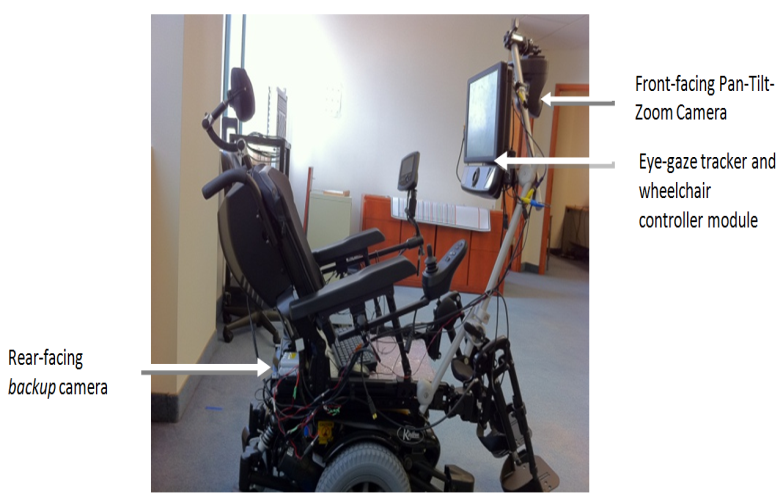 Front-facing Pan-Tilt-
Zoom Camera
Eye-gaze tracker and
wheelchair
controller module
Rear-facing
backup camera